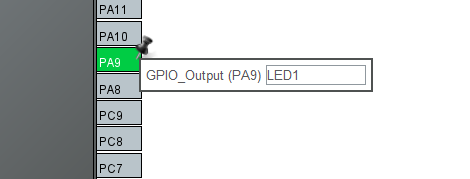 PA11
PA10
PA9
GPIO_Output (PA9) LED1
PA8
PC9
PC8
PC7